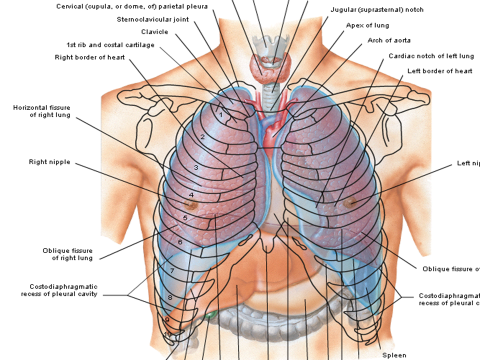 Cervical (cupula, or dome, of) parietal pleura
Sternoclavicular joint
Clavicle
1st rib and costal cartilage
Right border of heart
Horizontal fissure
of right lung
Right nipple
Oblique fissure
of right lung
Costodiaphragmatic
recess of pleural cavity
Jugular (suprasternal) notch
Apex of lung
Arch of aorta
Cardiac notch of left lung
Left border of heart
Left nip
Oblique fissure o
Costodiaphragmat
recess of pleural c
Spleen
1
2
3
4
5
6
7
8
9